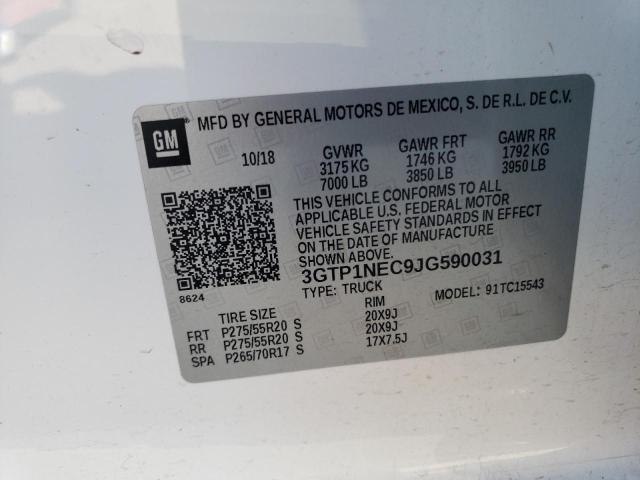 GM ® MFD BY GENERAL MOTORS DE MEXICO, S. DE R.L. DE C.V.
10/18 GVWR GAWR FRT GAWR RR
3175 KG 1746 KG 1792 KG
7000 LB 3850 LB 3950 LB
THIS VEHICLE CONFORMS TO ALL
APPLICABLE U.S. FEDERAL MOTOR
VEHICLE SAFETY STANDARDS IN EFFECT
ON THE DATE OF MANUFACTURE
SHOWN ABOVE.
3GTP1NEC9JG590031
8624 TYPE: TRUCK MODEL: 91TC15543
TIRE SIZE RIM
FRT P275/55R20 S 20X9J
RR P275/55R20 S 20X9J
SPA P265/70R17 S 17X7.5J